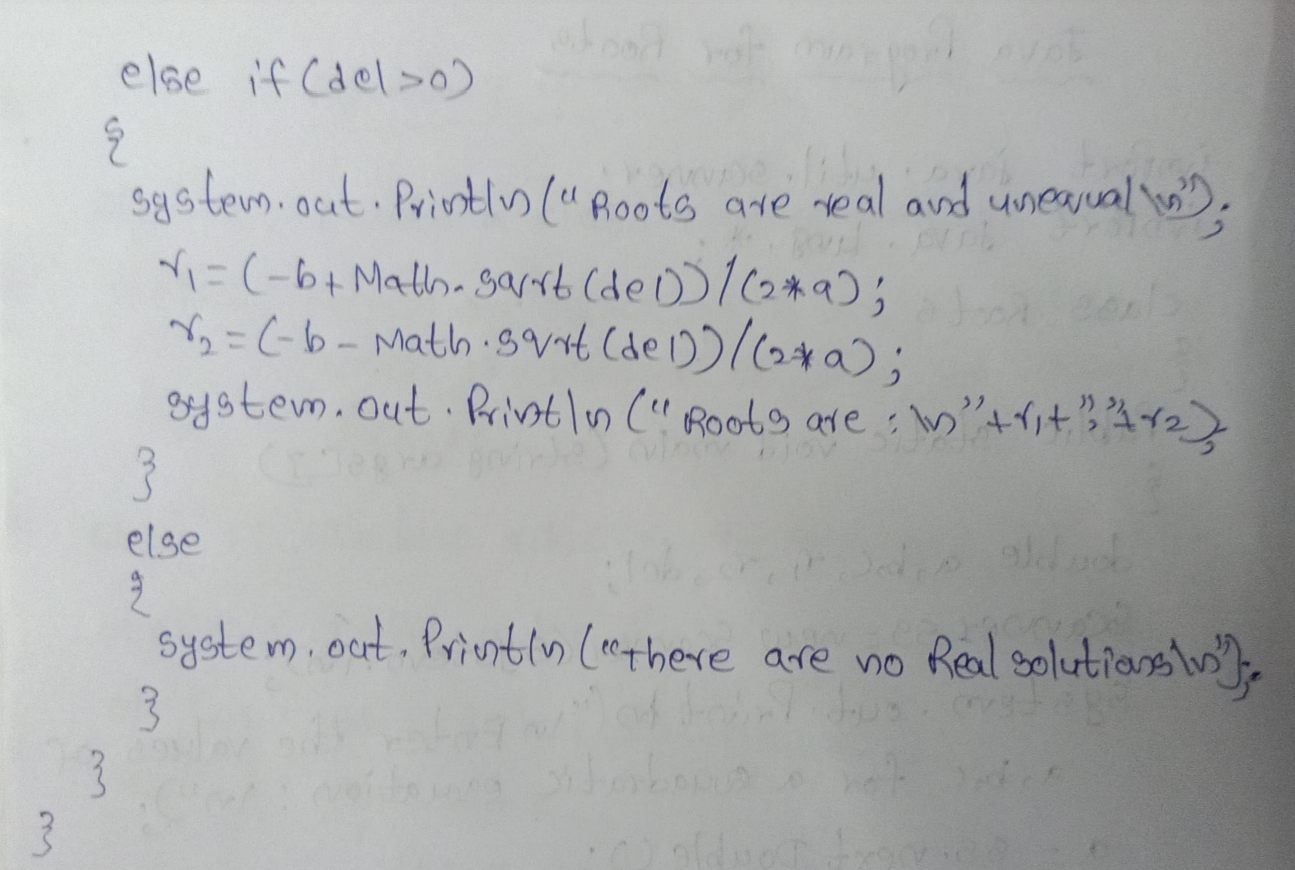 else if (del>0)
{
system.out.Println("Roots are real and unequal\n");
r1=(-b+Math.sqrt(del))/(2*a);
r2=(-b-Math.sqrt(del))/(2*a);
system.out.Println("Roots are:\n"+r1+","+r2);
}
else
{
system.out.Println("there are no Real solutions\n");
}
}
}